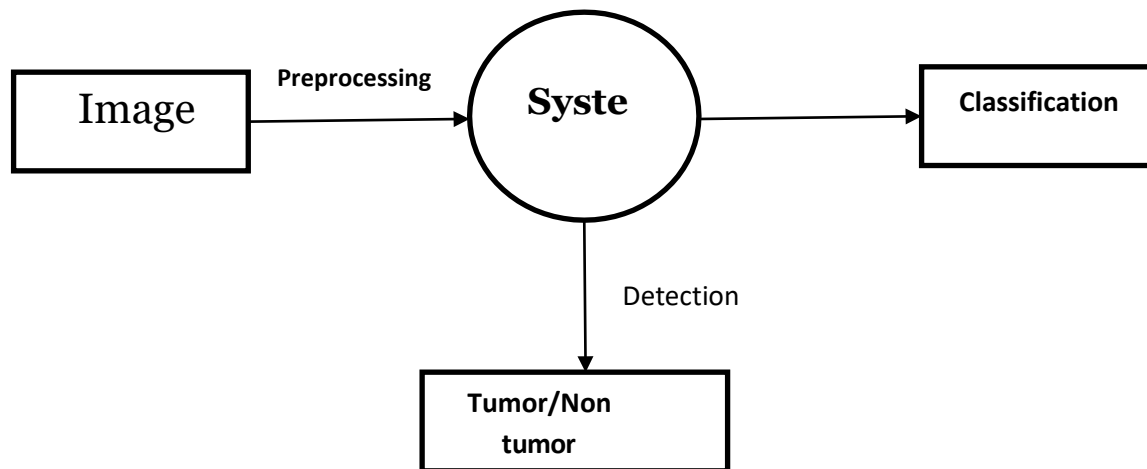 Image
Preprocessing
Syste
Classification
Detection
Tumor/Non
tumor